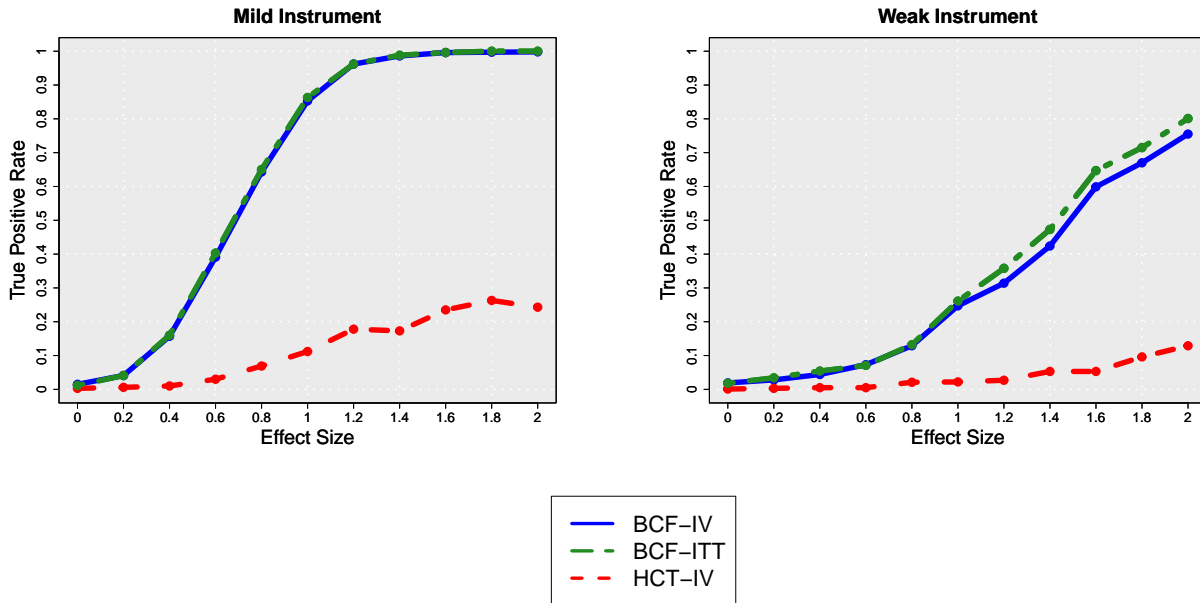 Mild Instrument
True Positive Rate
1
0.9
0.8
0.7
0.6
0.5
0.4
0.3
0.2
0.1
0
0 0.2 0.4 0.6 0.8 1 1.2 1.4 1.6 1.8 2
Effect Size
Weak Instrument
True Positive Rate
1
0.9
0.8
0.7
0.6
0.5
0.4
0.3
0.2
0.1
0
0 0.2 0.4 0.6 0.8 1 1.2 1.4 1.6 1.8 2
Effect Size
BCF−IV
BCF−ITT
HCT−IV